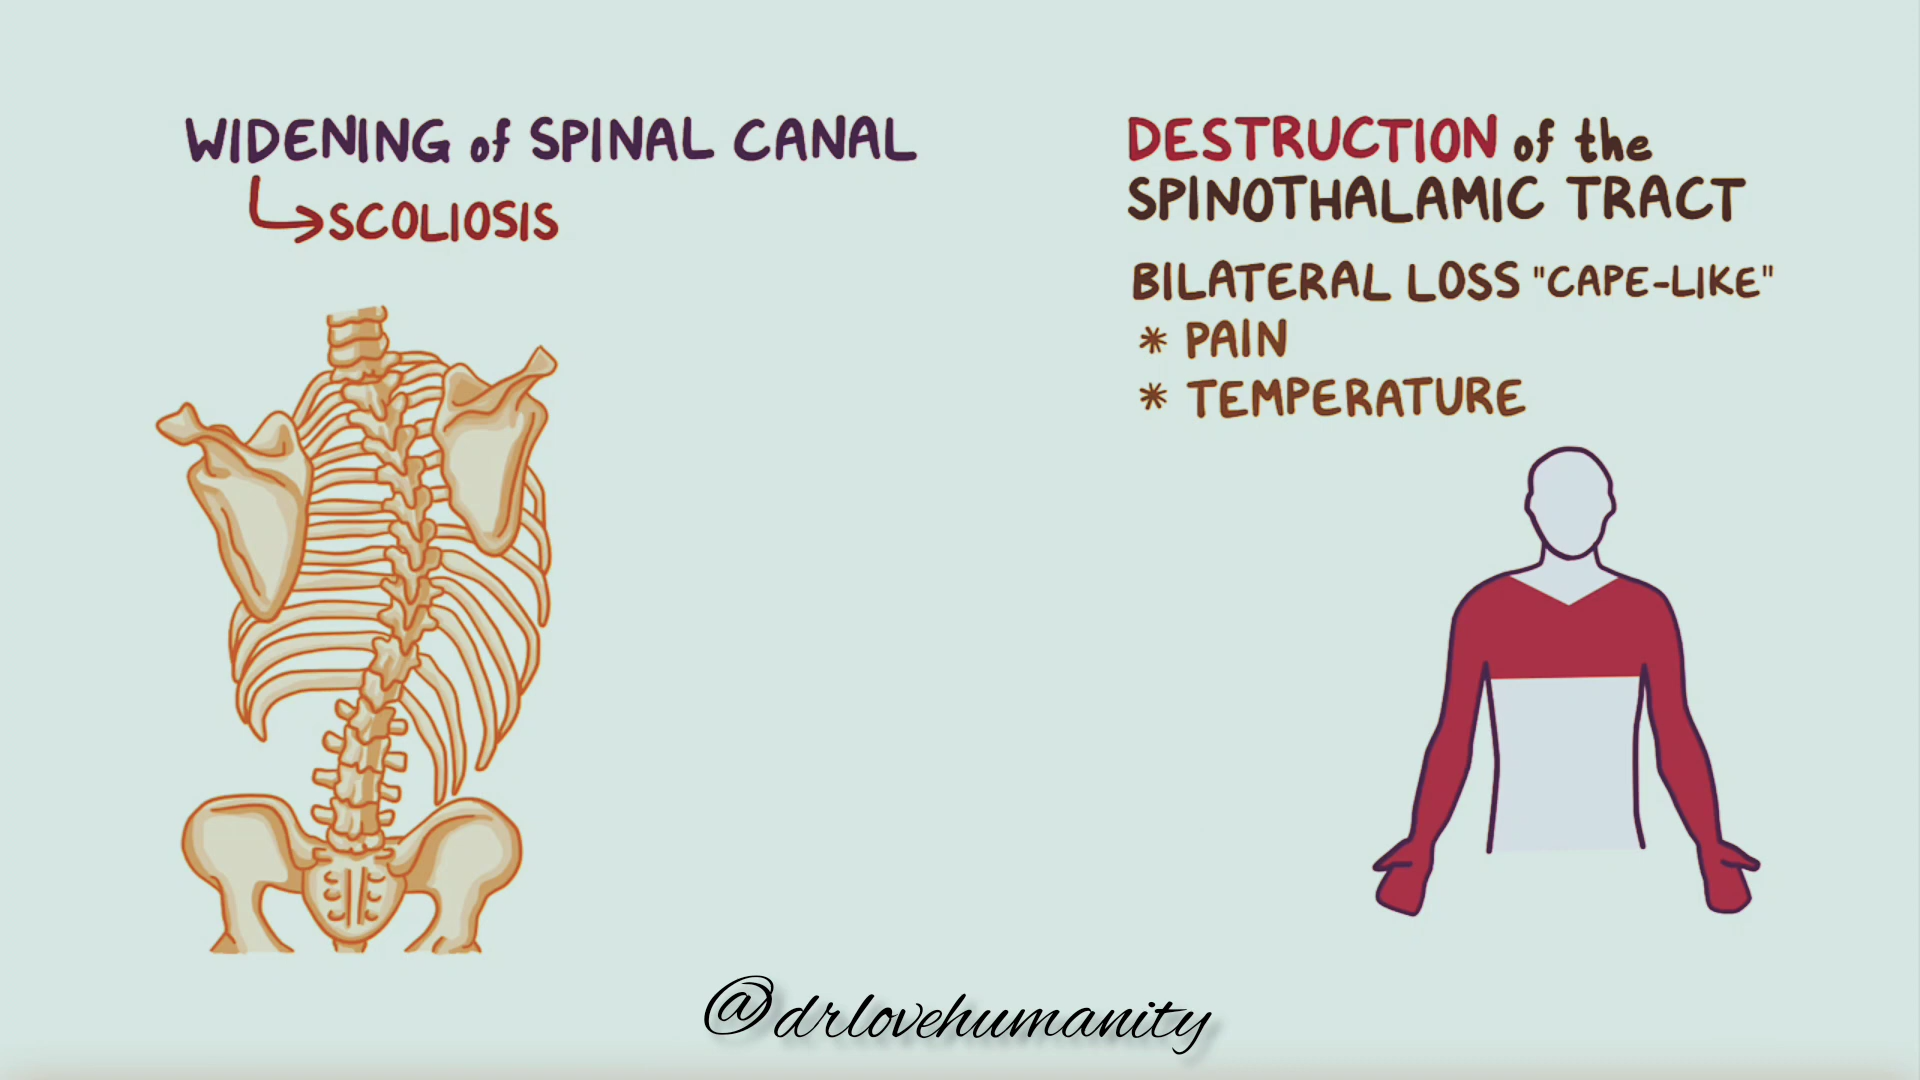 WIDENING of SPINAL CANAL
SCOLIOSIS
DESTRUCTION of the
SPINOTHALAMIC TRACT
BILATERAL LOSS "CAPE-LIKE"
* PAIN
* TEMPERATURE
@drlovehumanity